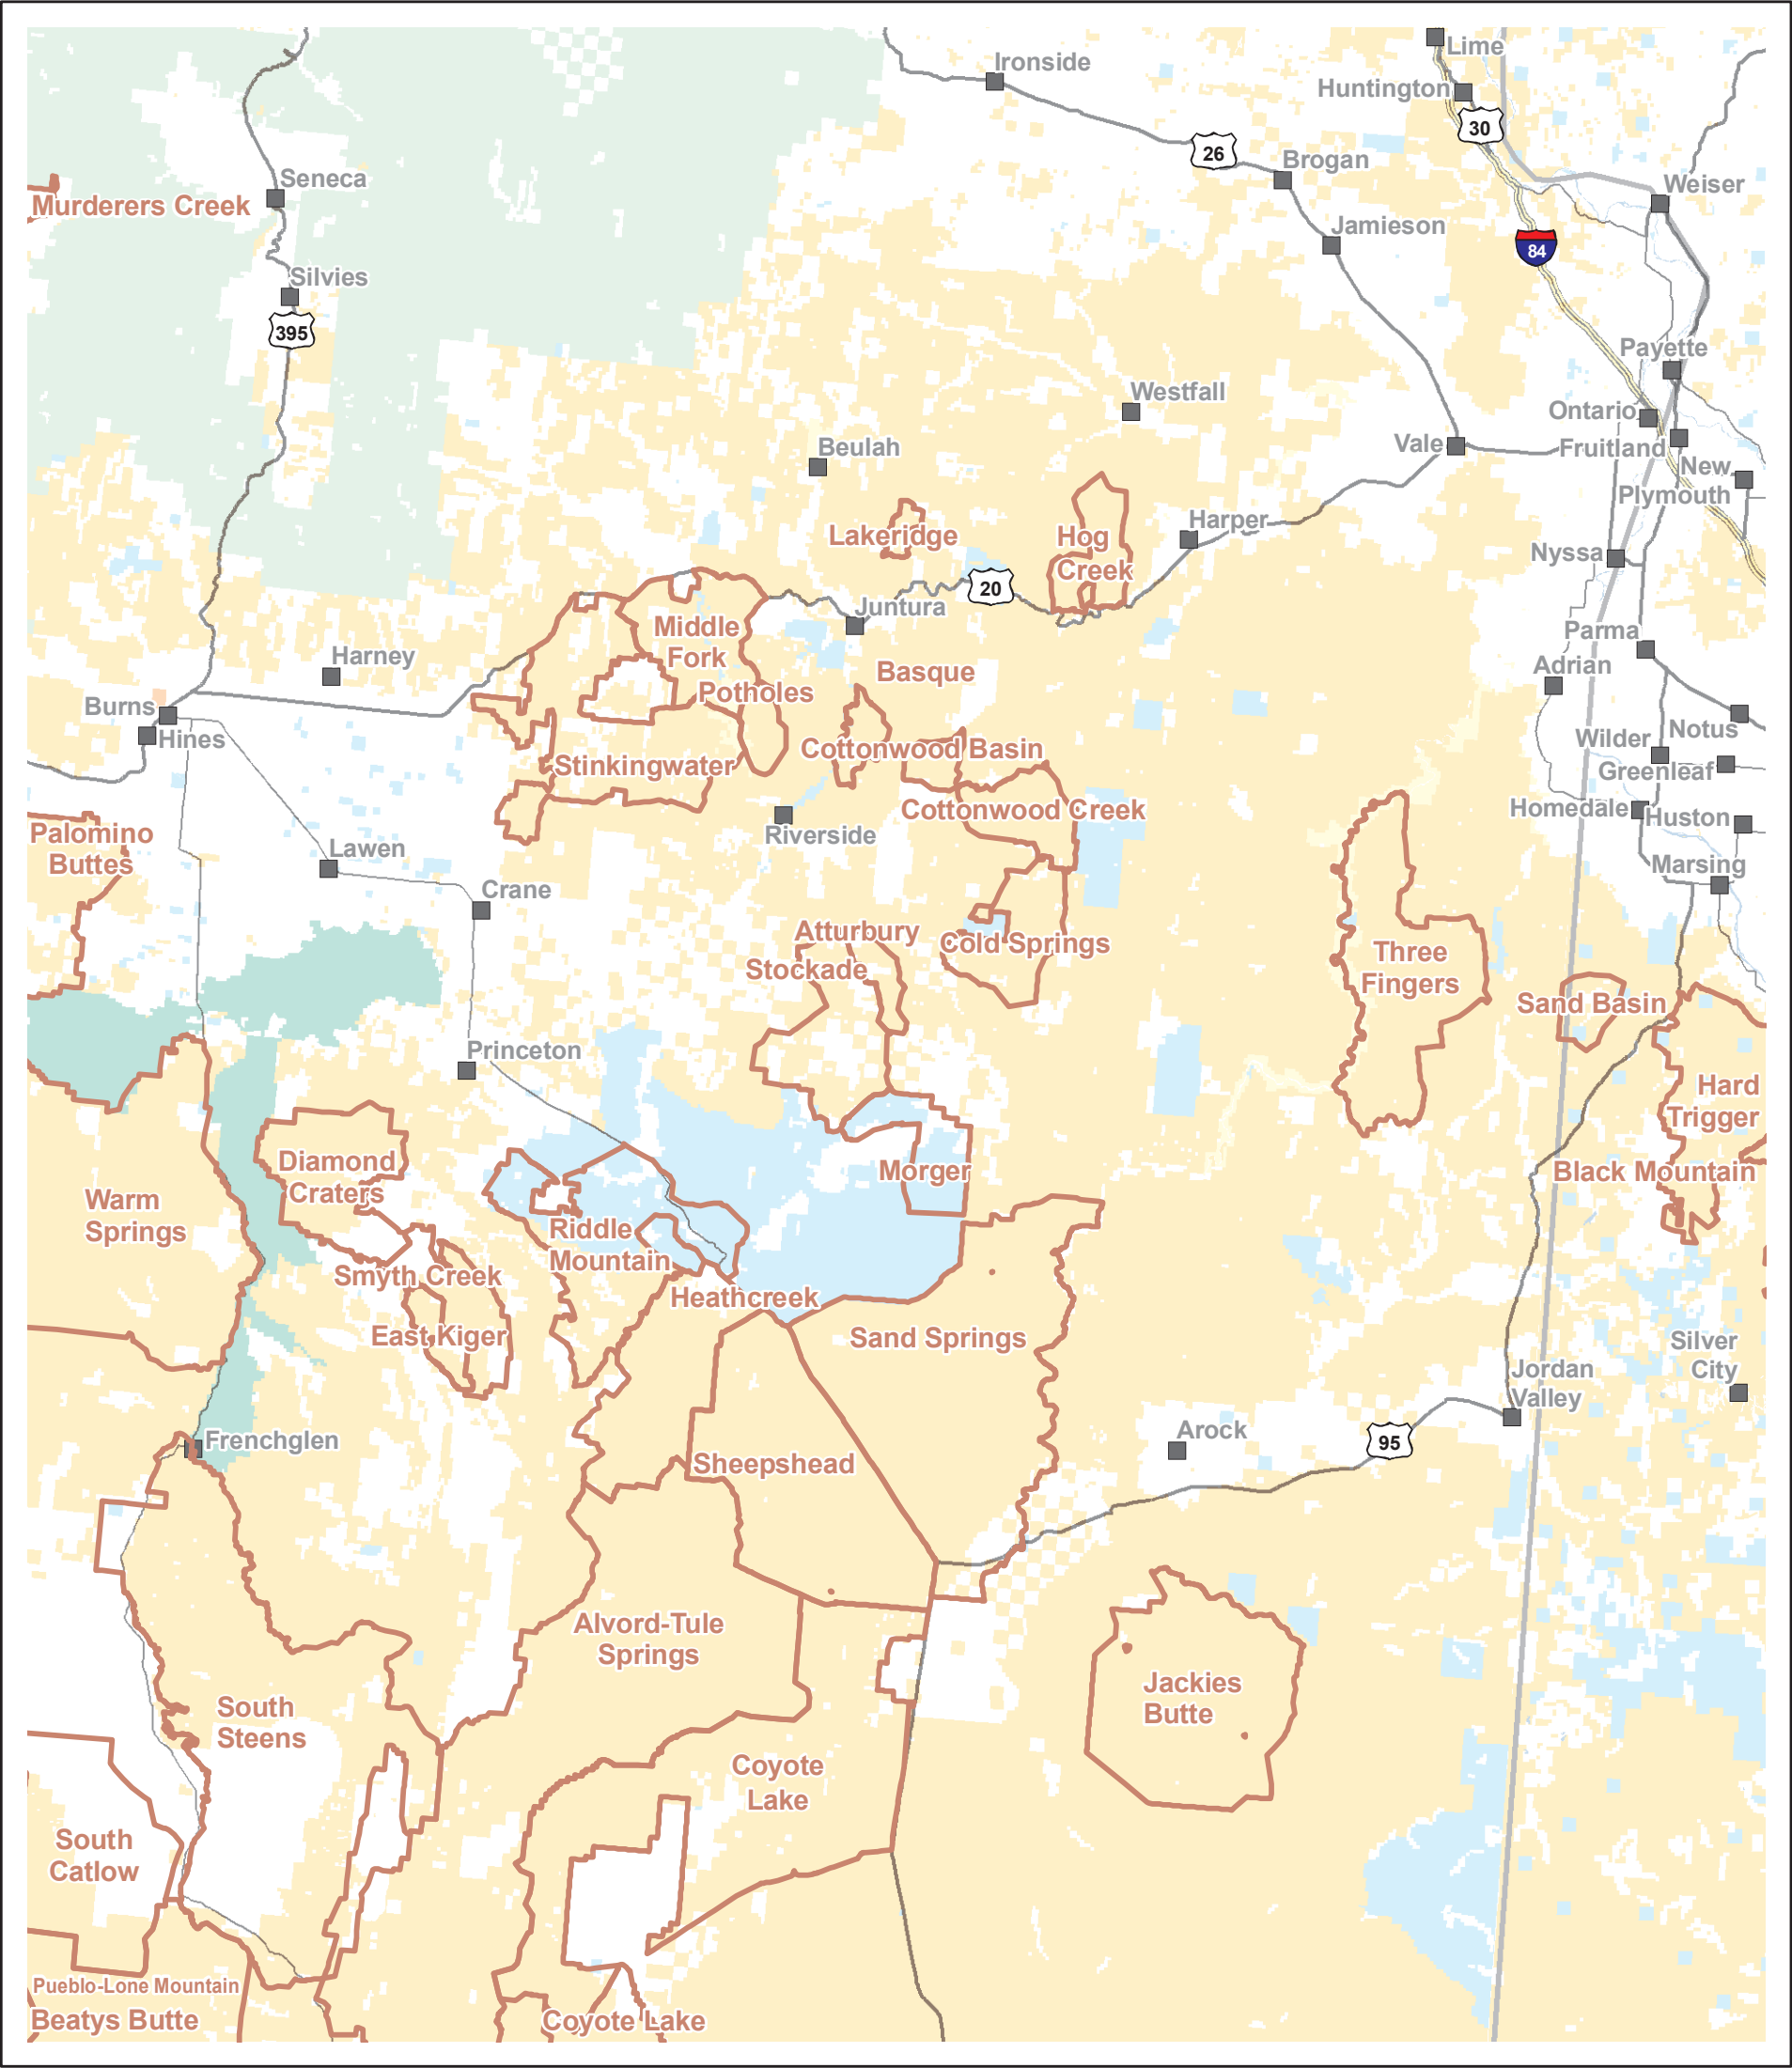 Lime
Ironside
Huntington
30
26
Brogan
Seneca
Weiser
Murderers Creek
Jamieson
84
Silvies
395
Payette
Westfall
Ontario
Vale
Beulah
Fruitland
New
Plymouth
Harper
Lakeridge
Hog
Creek
Nyssa
20
Juntura
Middle
Fork
Parma
Harney
Adrian
Basque
Potholes
Burns
Hines
Notus
Wilder
Cottonwood Basin
Stinkingwater
Greenleaf
Cottonwood Creek
Homedale
Huston
Palomino
Buttes
Riverside
Lawen
Marsing
Crane
Atturbury
Cold Springs
Three
Fingers
Stockade
Sand Basin
Princeton
Hard
Trigger
Diamond
Craters
Morger
Black Mountain
Warm
Springs
Riddle
Mountain
Smyth Creek
Heathcreek
East Kiger
Sand Springs
Silver
City
Jordan
Valley
Frenchglen
Arock
95
Sheepshead
Alvord-Tule
Springs
Jackies
Butte
South
Steens
Coyote
Lake
South
Catlow
Pueblo-Lone Mountain
Beatys Butte
Coyote Lake